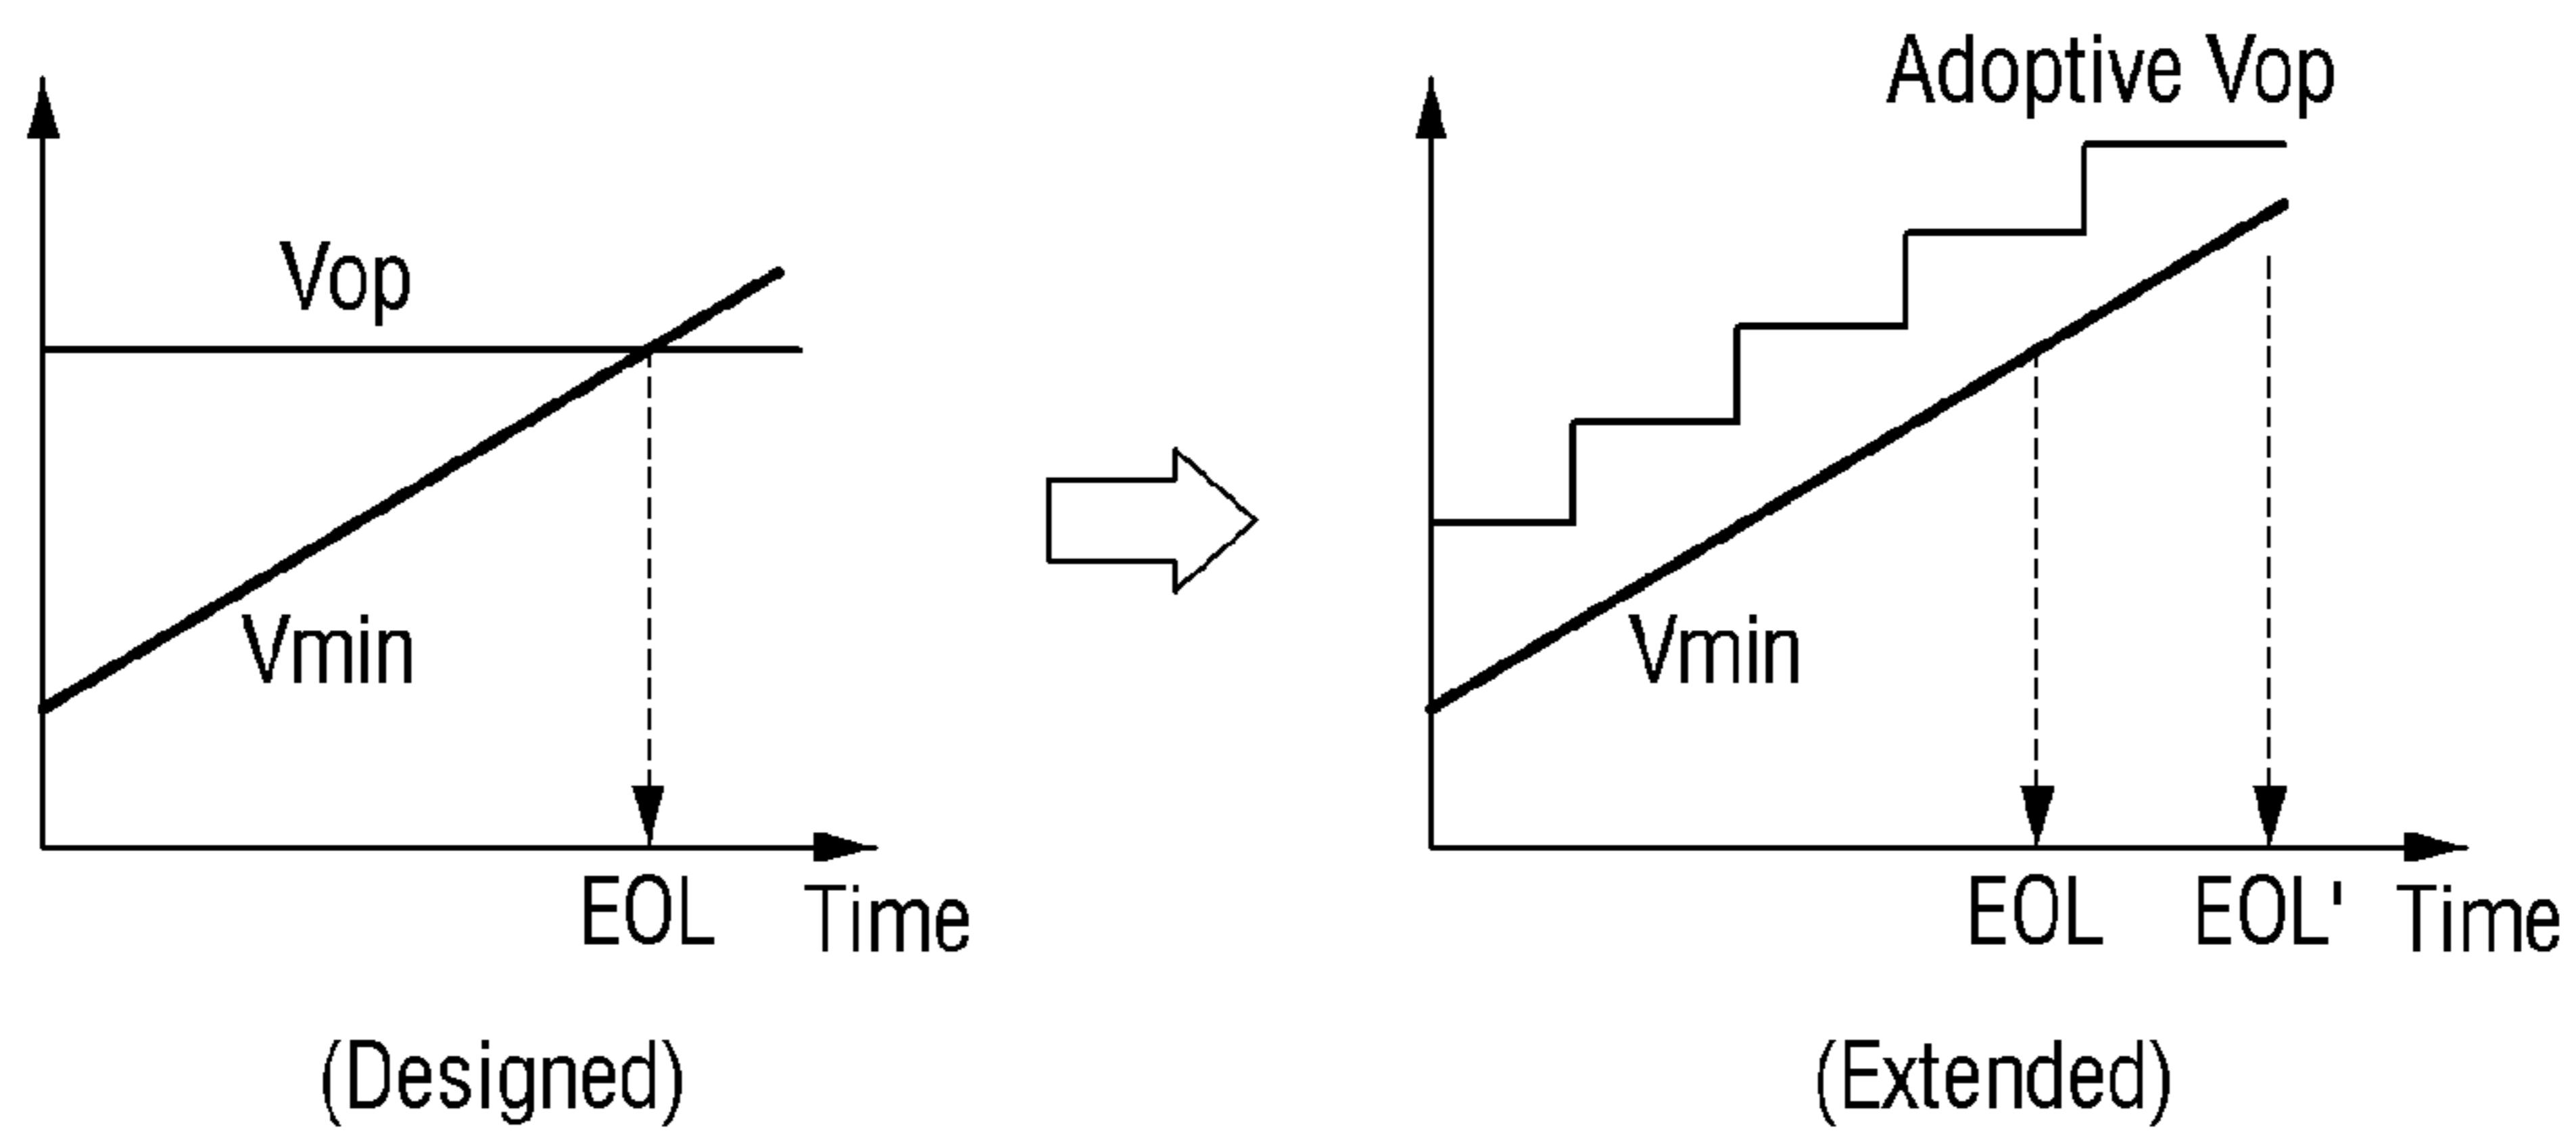 Vop
Vmin
EOL
Time
(Designed)
Adoptive Vop
Vmin
EOL
EOL'
Time
(Extended)